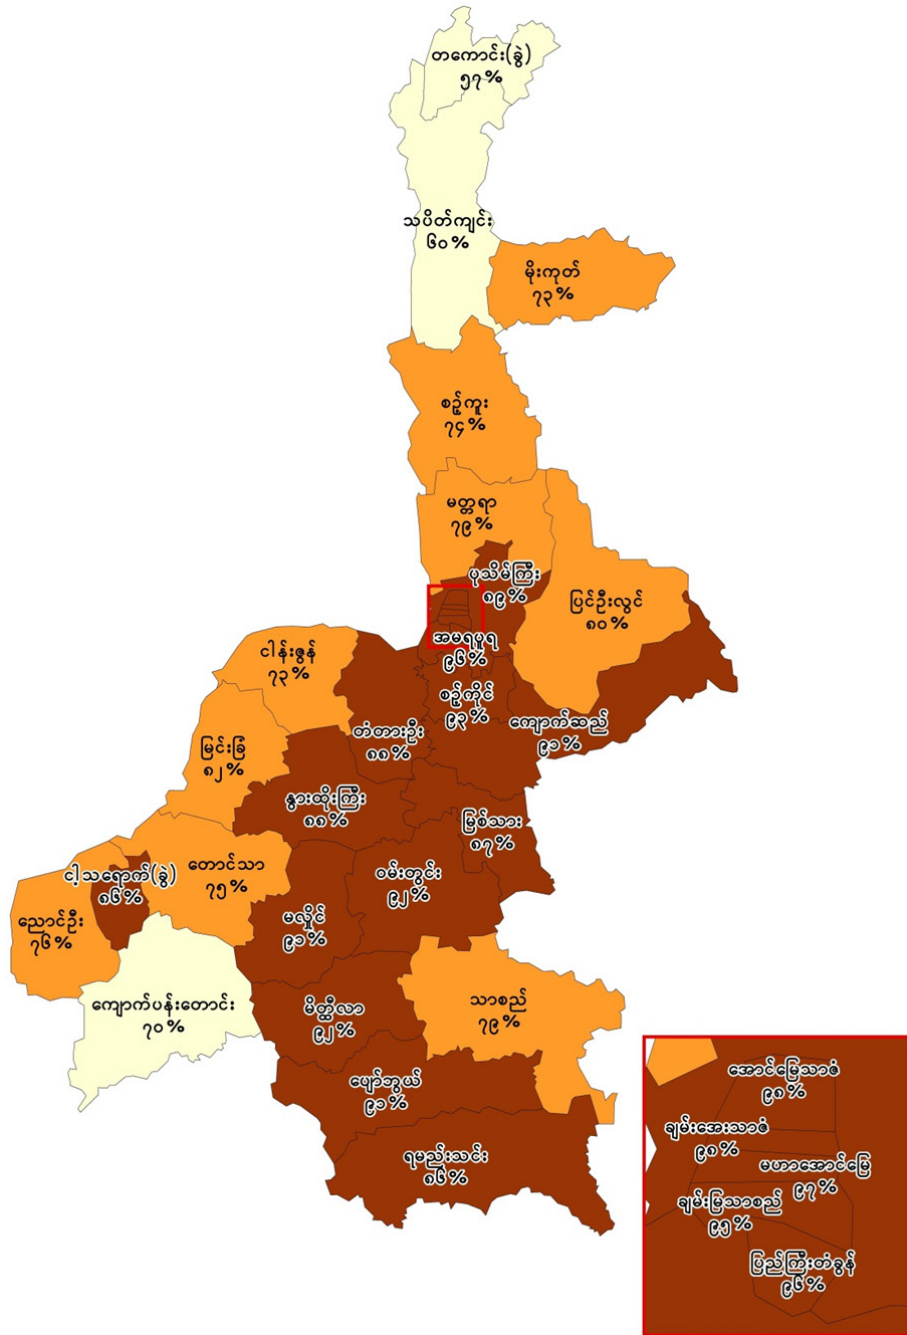 တကောင်း(ခွဲ)
၅၇%
သပိတ်ကျင်း
၆၀%
မိုးကုတ်
၇၃%
စဉ့်ကူး
၇၄%
မတ္တရာ
၇၉%
ပုသိမ်ကြီး
၈၉%
ပြင်ဦးလွင်
၈၀%
အမရပူရ
၉၆%
ငါန်းဇွန်
၇၃%
စဉ့်ကိုင်
၉၃%
ကျောက်ဆည်
၉၁%
တံတားဦး
၈၈%
မြင်းခြံ
၈၂%
နွားထိုးကြီး
၈၈%
မြစ်သား
၈၇%
တောင်သာ
၇၅%
ဝမ်းတွင်း
၉၂%
ငါ့သရောက်(ခွဲ)
၈၆%
မလှိုင်
၉၁%
ညောင်ဦး
၇၆%
ကျောက်ပန်းတောင်း
၇၀%
မိတ္ထီလာ
၉၂%
သာစည်
၇၉%
ပျော်ဘွယ်
၉၁%
ရမည်းသင်း
၈၆%
အောင်မြေသာဇံ
၉၈%
ချမ်းအေးသာဇံ
၉၈%
မဟာအောင်မြေ
၉၇%
ချမ်းမြသာစည်
၉၅%
ပြည်ကြီးတံခွန်
၉၆%